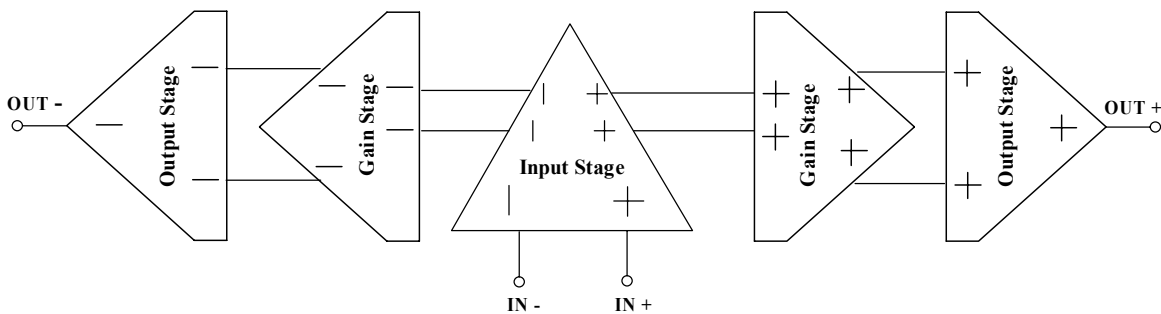 OUT -
Output Stage
Gain Stage
Input Stage
Gain Stage
Output Stage
OUT +
IN -
IN +